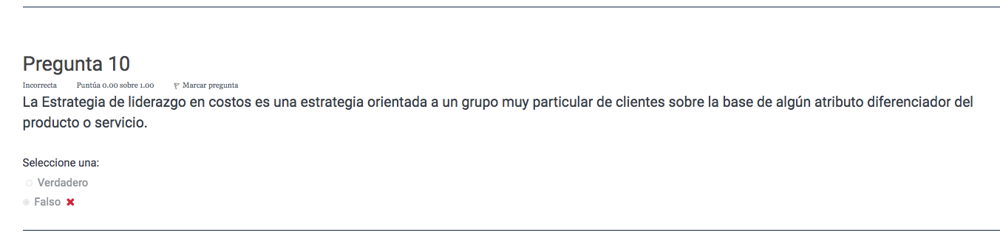 Pregunta 10
Incorrecta Puntúa 0.00 sobre 1.00 Marcar pregunta
La Estrategia de liderazgo en costos es una estrategia orientada a un grupo muy particular de clientes sobre la base de algún atributo diferenciador del
producto o servicio.
Seleccione una:
Verdadero
Falso